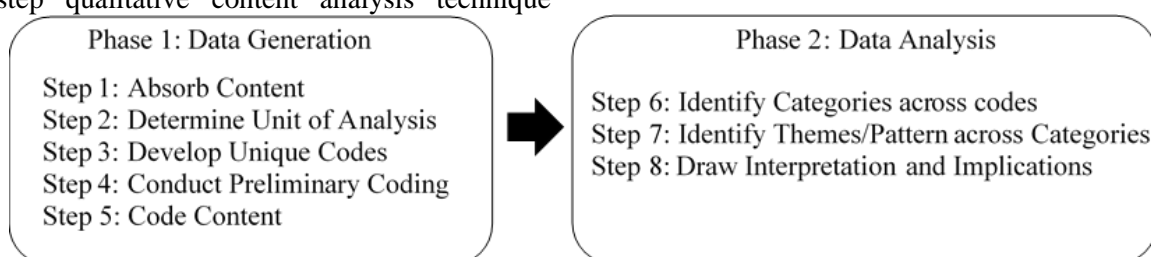 step qualitative content analysis technique
Phase 1: Data Generation
Step 1: Absorb Content
Step 2: Determine Unit of Analysis
Step 3: Develop Unique Codes
Step 4: Conduct Preliminary Coding
Step 5: Code Content
Phase 2: Data Analysis
Step 6: Identify Categories across codes
Step 7: Identify Themes/Pattern across Categories
Step 8: Draw Interpretation and Implications